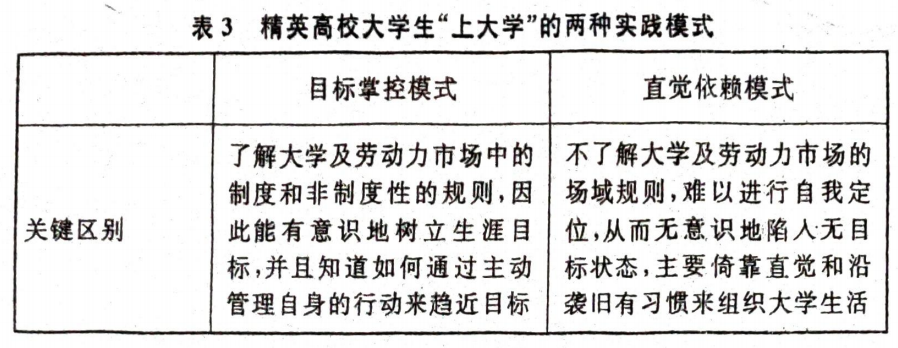 表3 精英高校大学生“上大学”的两种实践模式
目标掌控模式
直觉依赖模式
关键区别
了解大学及劳动力市场中的
制度和非制度性的规则,因
此能有意识地树立生涯目
标,并且知道如何通过主动
管理自身的行动来趋近目标
不了解大学及劳动力市场的
场域规则,难以进行自我定
位,从而无意识地陷入无目
标状态,主要倚靠直觉和沿
袭旧有习惯来组织大学生活